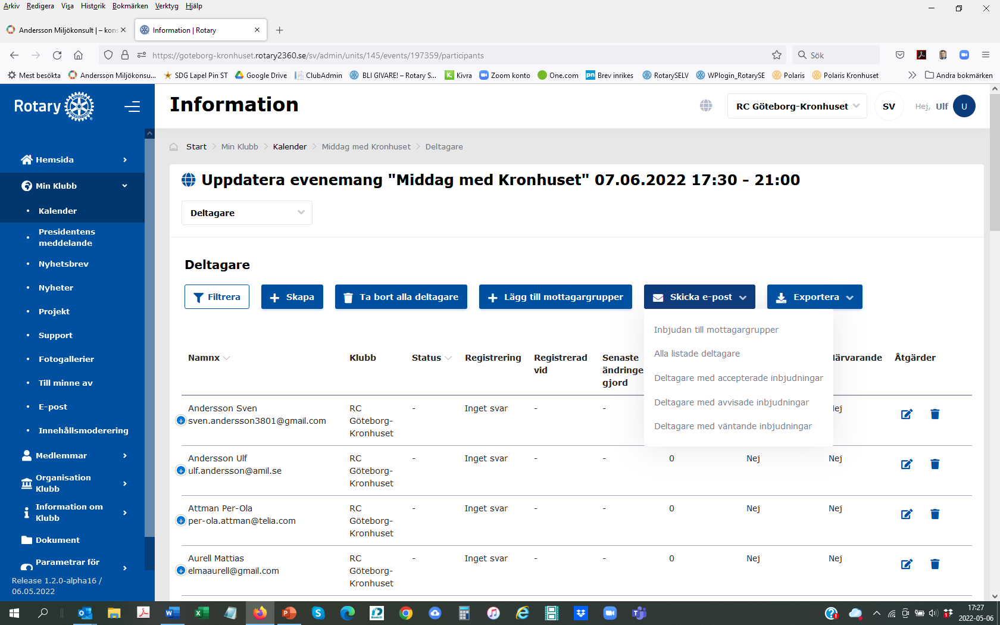 Arkiv Redigera Visa Historik Bokmärken Verktyg Hjälp
Andersson Miljökonsult | – kons
Information | Rotary
https://goteborg-kronhuset.rotary2360.se/sv/admin/units/145/events/197359/participants
Sök
Mest besökta Andersson Miljökonsu... SDG Lapel Pin ST Google Drive ClubAdmin BLI GIVARE! – Rotary S... Kivra Zoom konto One.com Brev inrikes RotarySELV WPlogin_RotarySE Polaris Polaris Kronhuset Andra bokmärken
Rotary
Information
RC Göteborg-Kronhuset
SV
Hej, Ulf
U
Hemsida
Min Klubb
Kalender
Presidentens
meddelande
Nyhetsbrev
Nyheter
Projekt
Support
Fotogallerier
Till minne av
E-post
Innehållsmoderering
Medlemmar
Organisation
Klubb
Information om
Klubb
Dokument
Parametrar för
Release 1.2.0-alpha16 /
06.05.2022
Start > Min Klubb > Kalender > Middag med Kronhuset > Deltagare
Uppdatera evenemang "Middag med Kronhuset" 07.06.2022 17:30 - 21:00
Deltagare
Deltagare
Filtrera
Skapa
Ta bort alla deltagare
Lägg till mottagargrupper
Skicka e-post
Exportera
Inbjudan till mottagargrupper
Alla listade deltagare
Deltagare med accepterade inbjudningar
Deltagare med avvisade inbjudningar
Deltagare med väntande inbjudningar
Namnx Klubb Status Registrering Registrerad Senaste Närvarande Åtgärder
vid ändringe
gjord
Andersson Sven RC - Inget svar - - Nej
sven.andersson3801@gmail.com Göteborg-
Kronhuset
Andersson Ulf RC - Inget svar - - 0 Nej Nej
ulf.andersson@amil.se Göteborg-
Kronhuset
Attman Per-Ola RC - Inget svar - - 0 Nej Nej
per-ola.attman@telia.com Göteborg-
Kronhuset
Aurell Mattias RC - Inget svar - - 0 Nej Nej
elmaaurell@gmail.com Göteborg-
Kronhuset
17:27
2022-05-06